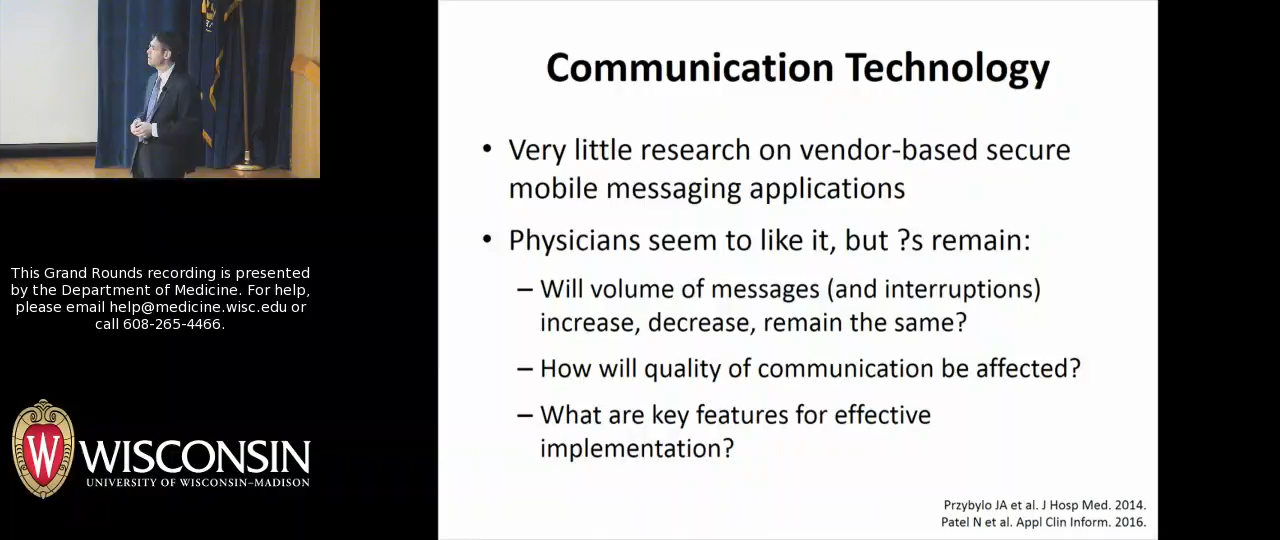 Communication Technology
• Very little research on vendor-based secure
mobile messaging applications
• Physicians seem to like it, but ?s remain:
– Will volume of messages (and interruptions)
increase, decrease, remain the same?
– How will quality of communication be affected?
– What are key features for effective
implementation?
Przybylo JA et al. J Hosp Med. 2014.
Patel N et al. Appl Clin Inform. 2016.
This Grand Rounds recording is presented
by the Department of Medicine. For help,
please email help@medicine.wisc.edu or
call 608-265-4466.
W
WISCONSIN
UNIVERSITY OF WISCONSIN–MADISON